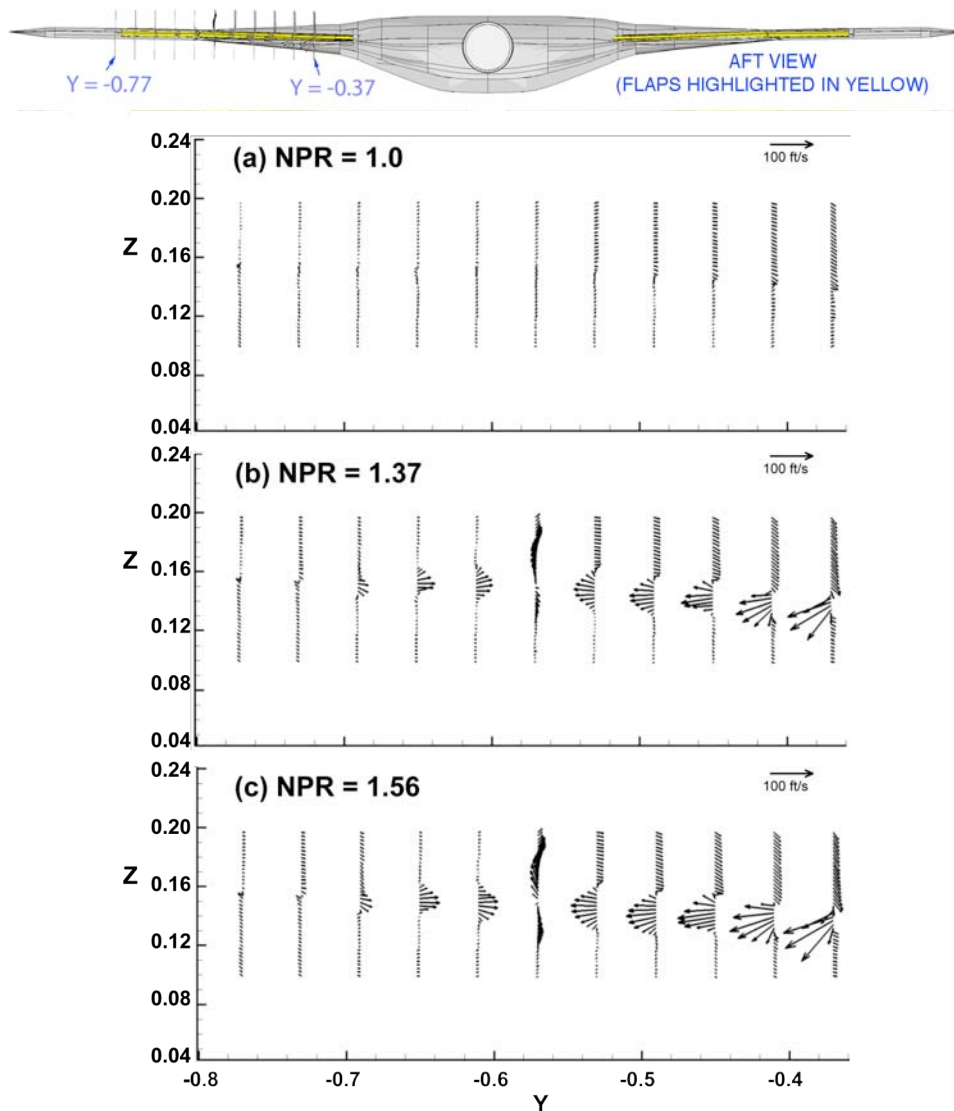 Y = -0.77
Y = -0.37
AFT VIEW
(FLAPS HIGHLIGHTED IN YELLOW)
0.24
(a) NPR = 1.0
100 ft/s
0.20
Z
0.16
0.12
0.08
0.04
0.24
(b) NPR = 1.37
100 ft/s
0.20
Z
0.16
0.12
0.08
0.04
0.24
(c) NPR = 1.56
100 ft/s
0.20
Z
0.16
0.12
0.08
0.04
-0.8 -0.7 -0.6 -0.5 -0.4
Y